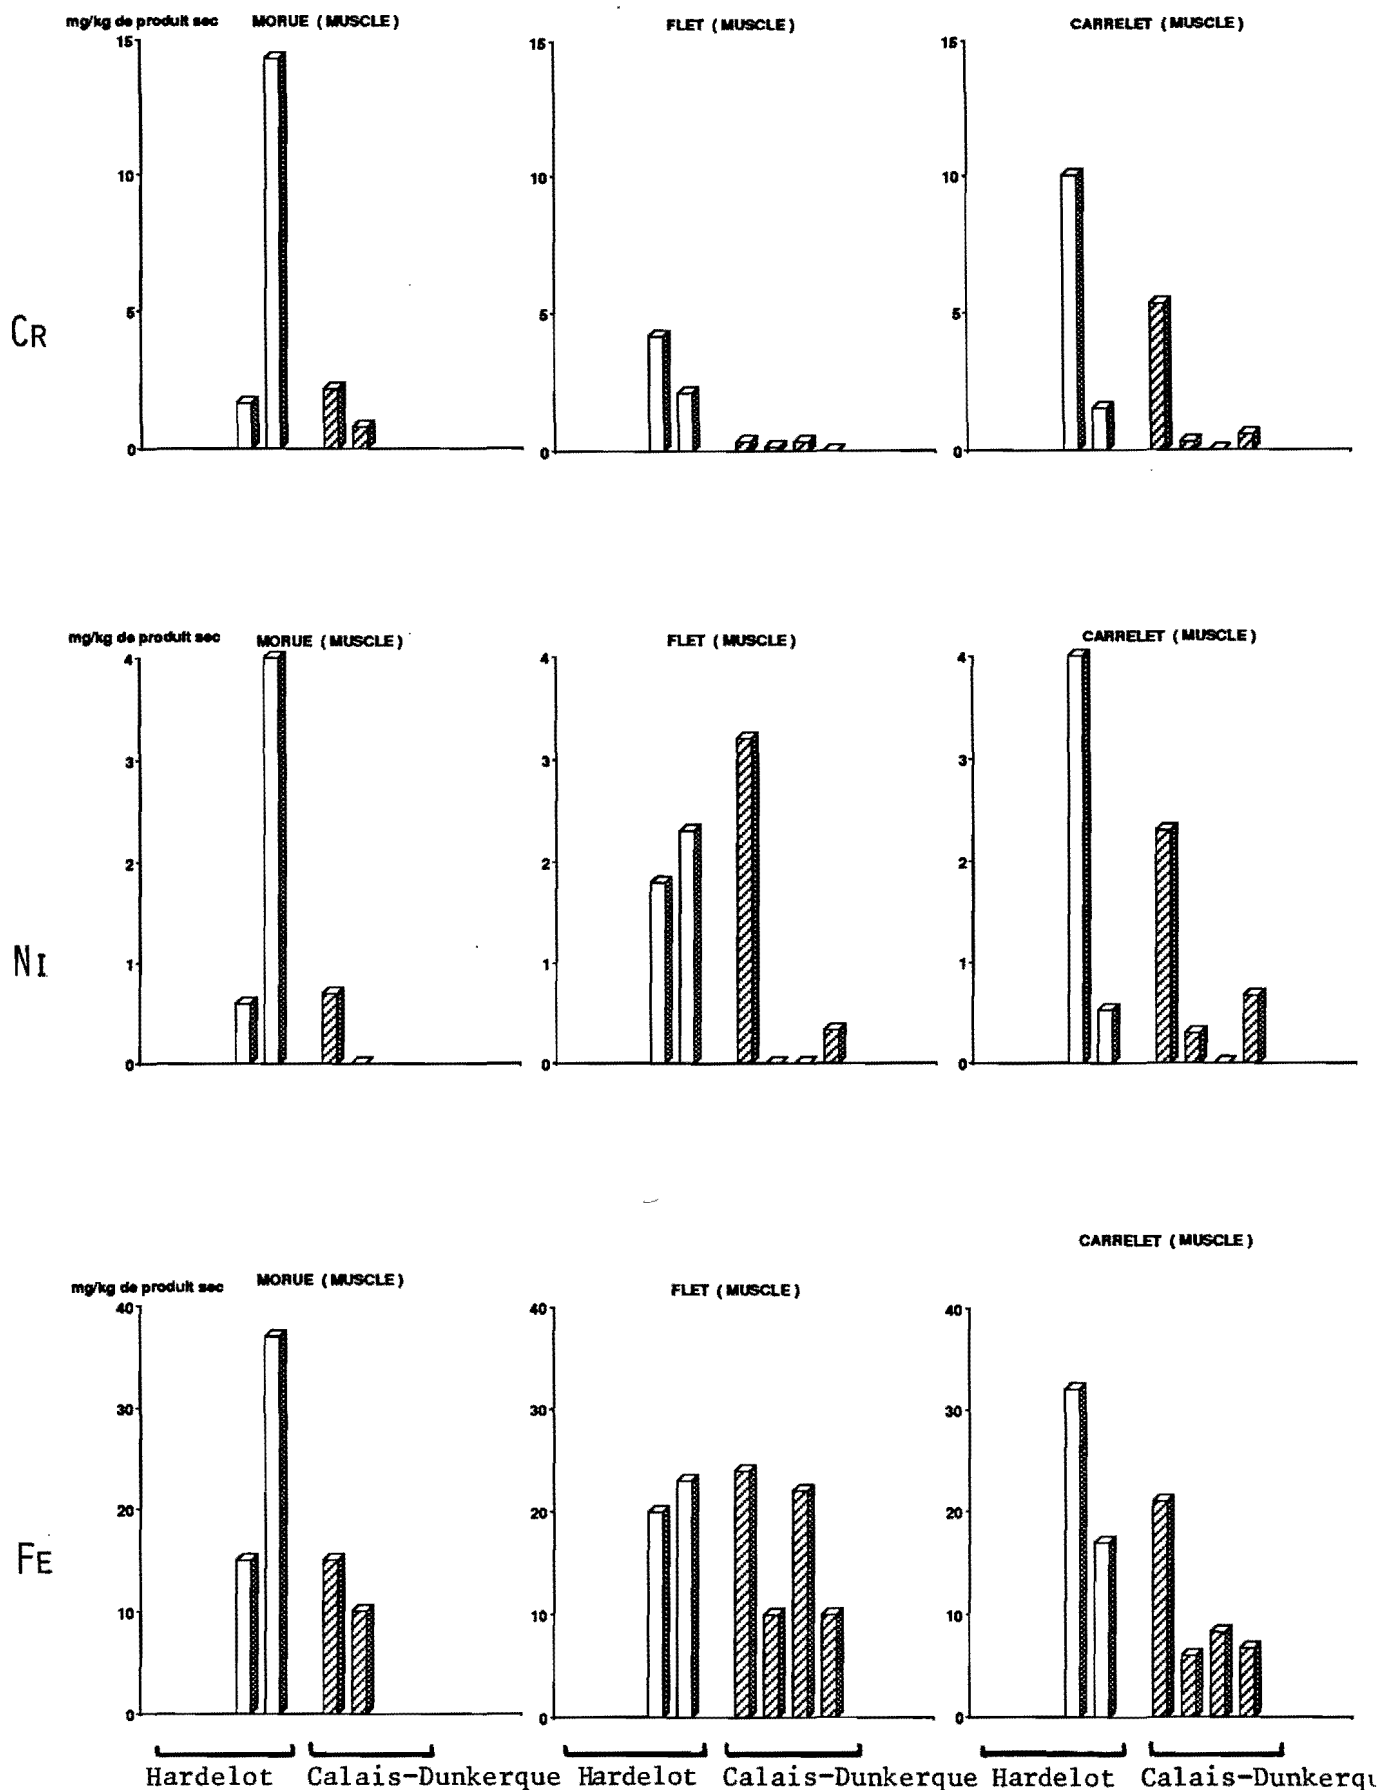 mg/kg de produit sec MORUE ( MUSCLE ) FLET ( MUSCLE ) CARRELET ( MUSCLE )
15 15 15
10 10 10
5 5 5
CR
0 0 0
mg/kg de produit sec MORUE ( MUSCLE ) FLET ( MUSCLE ) CARRELET ( MUSCLE )
4 4 4
3 3 3
2 2 2
NI
1 1 1
0 0 0
CARRELET ( MUSCLE )
mg/kg de produit sec MORUE ( MUSCLE ) FLET ( MUSCLE )
40 40 40
30 30 30
20 20 20
FE
10 10 10
0 0 0
Hardelot Calais-Dunkerque Hardelot Calais-Dunkerque Hardelot Calais-Dunkerqu